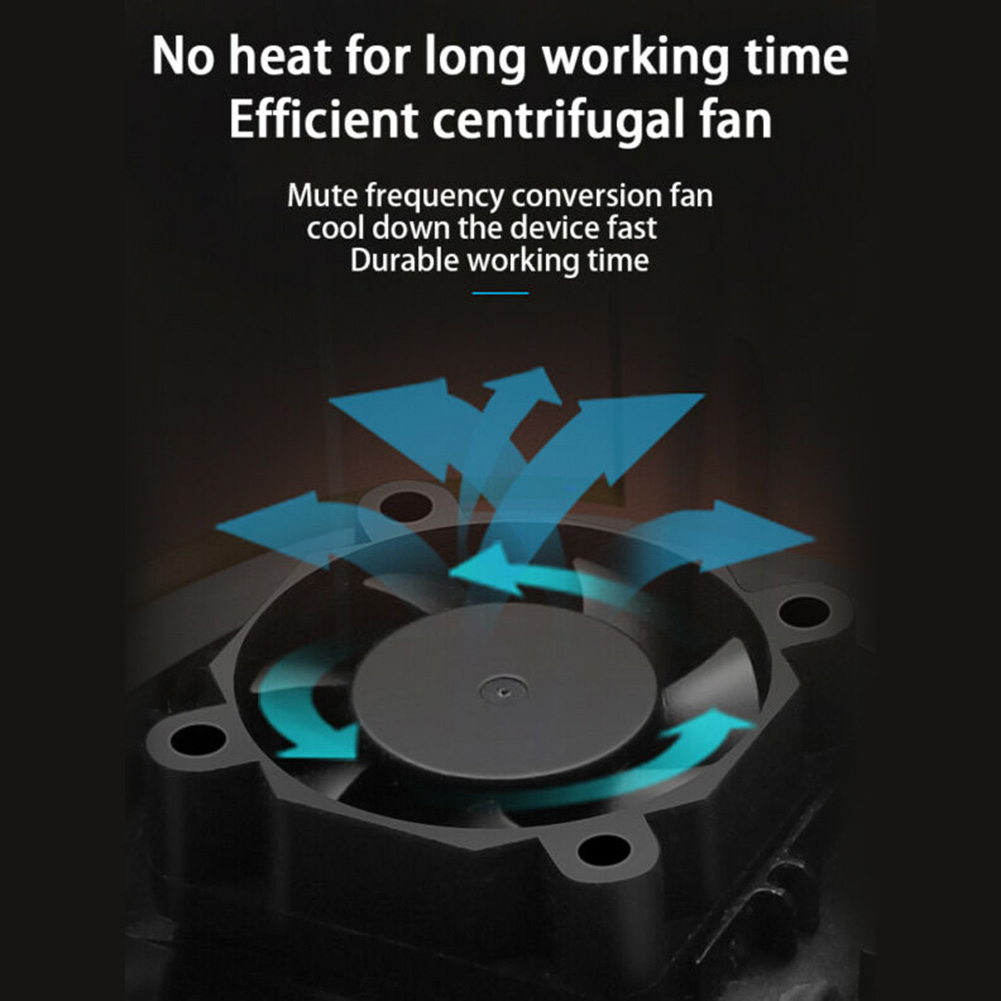 No heat for long working time
Efficient centrifugal fan
Mute frequency conversion fan
cool down the device fast
Durable working time